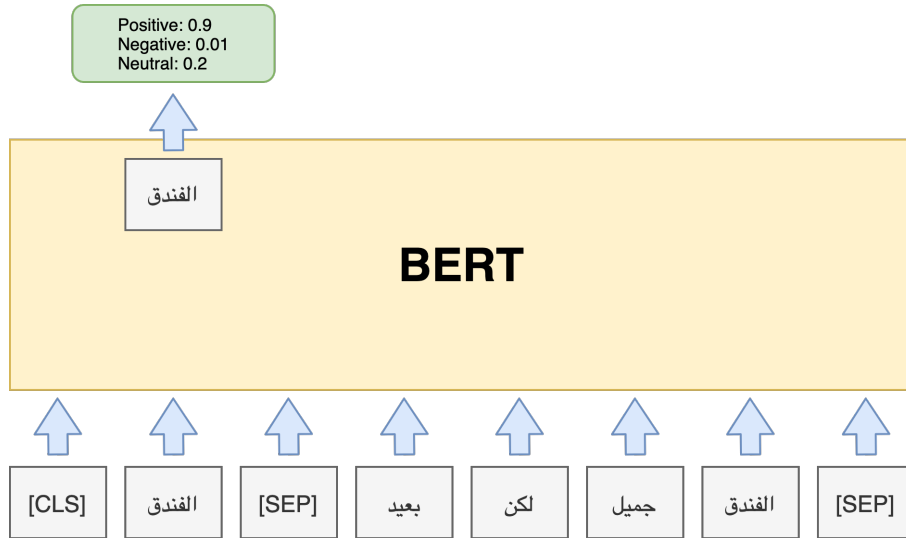 Positive: 0.9
Negative: 0.01
Neutral: 0.2
الفندق
BERT
[CLS]
الفندق
[SEP]
بعيد
لكن
جميل
الفندق
[SEP]